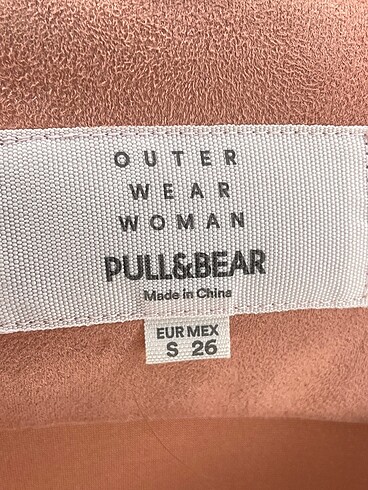 OUTER
WEAR
WOMAN
PULL&BEAR
Made in China
EUR MEX
S 26